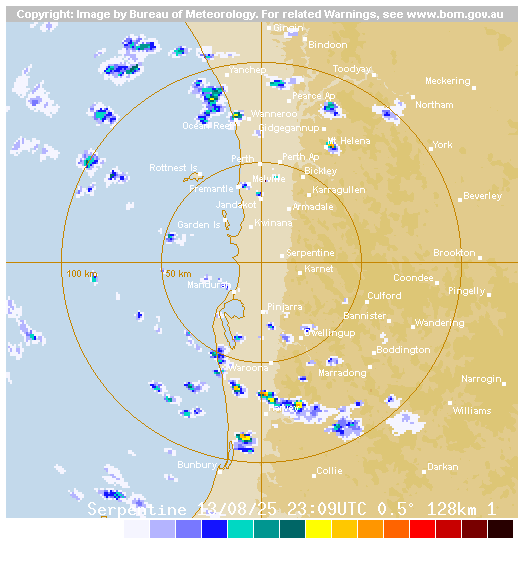 Copyright: Image by Bureau of Meteorology. For related Warnings, see www.bom.gov.au
Gingin
Bindoon
Yanchep
Toodyay
Meckering
Pearce Ap
Northam
Wanneroo
Ocean Reef
Gidgegannup
Mt Helena
York
Perth
Perth Ap
Rottnest Is
Bickley
Melville
Fremantle
Karragullen
Beverley
Jandakot
Armadale
Garden Is
Kwinana
Serpentine
Brookton
100 km
50 km
Karnet
Coondee
Mandurah
Pingelly
Culford
Pinjarra
Bannister
Wandering
Dwellingup
Boddington
Waroona
Marradong
Narrogin
Williams
Bunbury
Collie
Darkan
Serpentine 13/08/25 23:09UTC 0.5° 128km 1